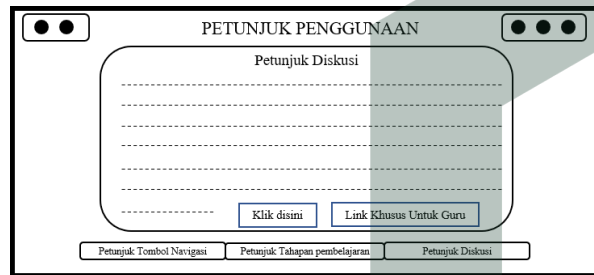 PETUNJUK PENGGUNAAN
Petunjuk Diskusi
Klik disini
Link Khusus Untuk Guru
Petunjuk Tombol Navigasi
Petunjuk Tahapan pembelajaran
Petunjuk Diskusi